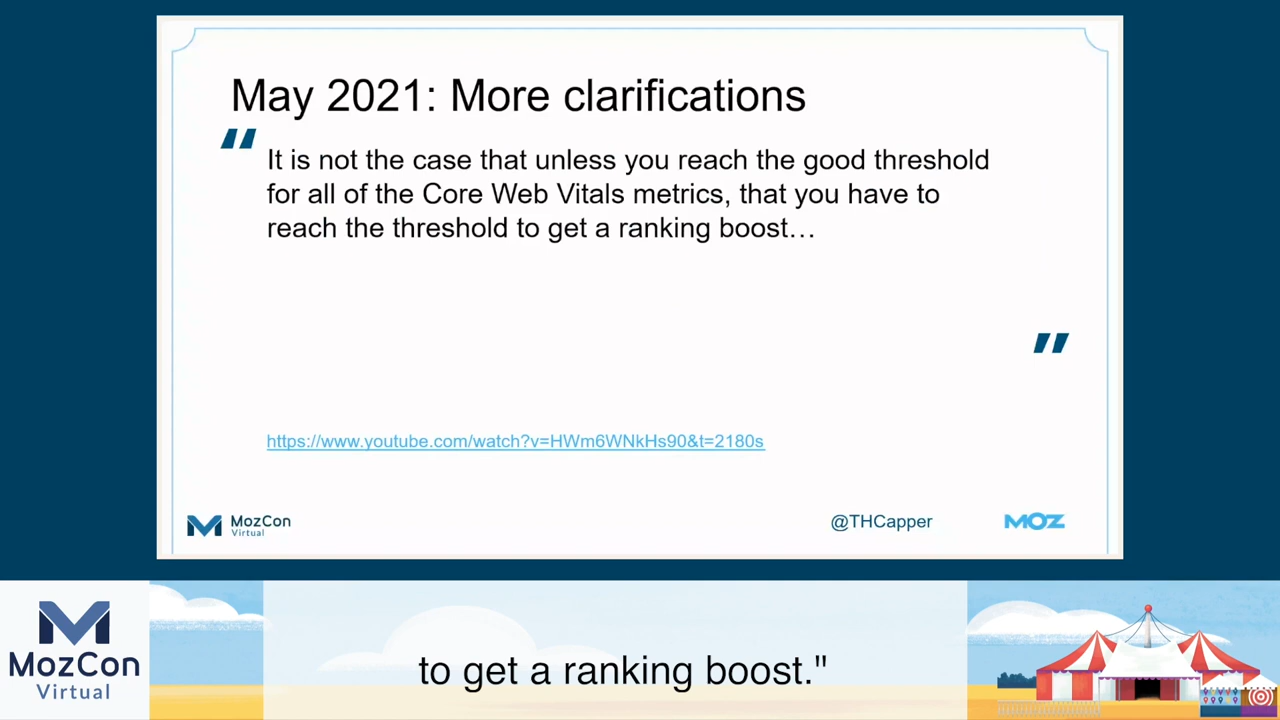 May 2021: More clarifications
“
It is not the case that unless you reach the good threshold
for all of the Core Web Vitals metrics, that you have to
reach the threshold to get a ranking boost…
”
https://www.youtube.com/watch?v=HWm6WNkHs90&t=2180s
MozCon
Virtual
@THCapper
MOZ
MozCon
Virtual
to get a ranking boost."